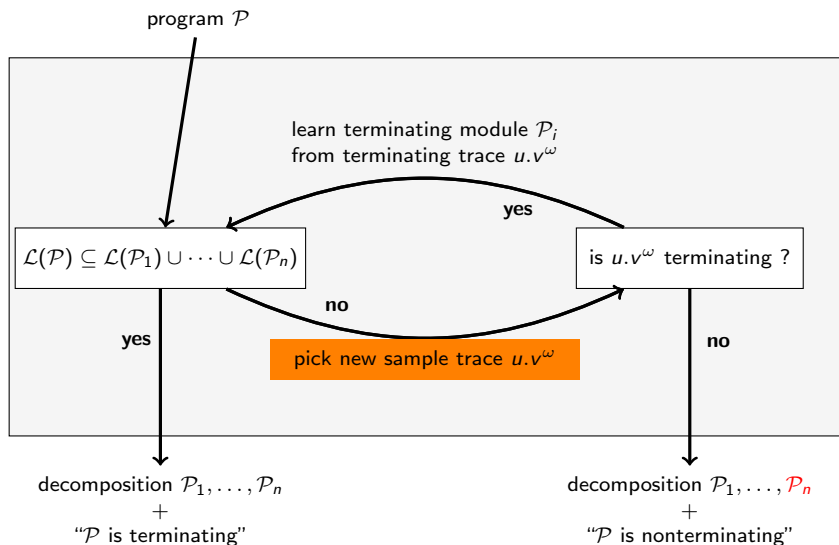 program 𝒫
learn terminating module 𝒫ᵢ
from terminating trace u.v^ω
yes
ℒ(𝒫) ⊆ ℒ(𝒫₁) ∪ ⋯ ∪ ℒ(𝒫ₙ)
is u.v^ω terminating ?
no
yes
no
pick new sample trace u.v^ω
decomposition 𝒫₁, . . . , 𝒫ₙ
+
“𝒫 is terminating”
decomposition 𝒫₁, . . . , 𝒫ₙ
+
“𝒫 is nonterminating”